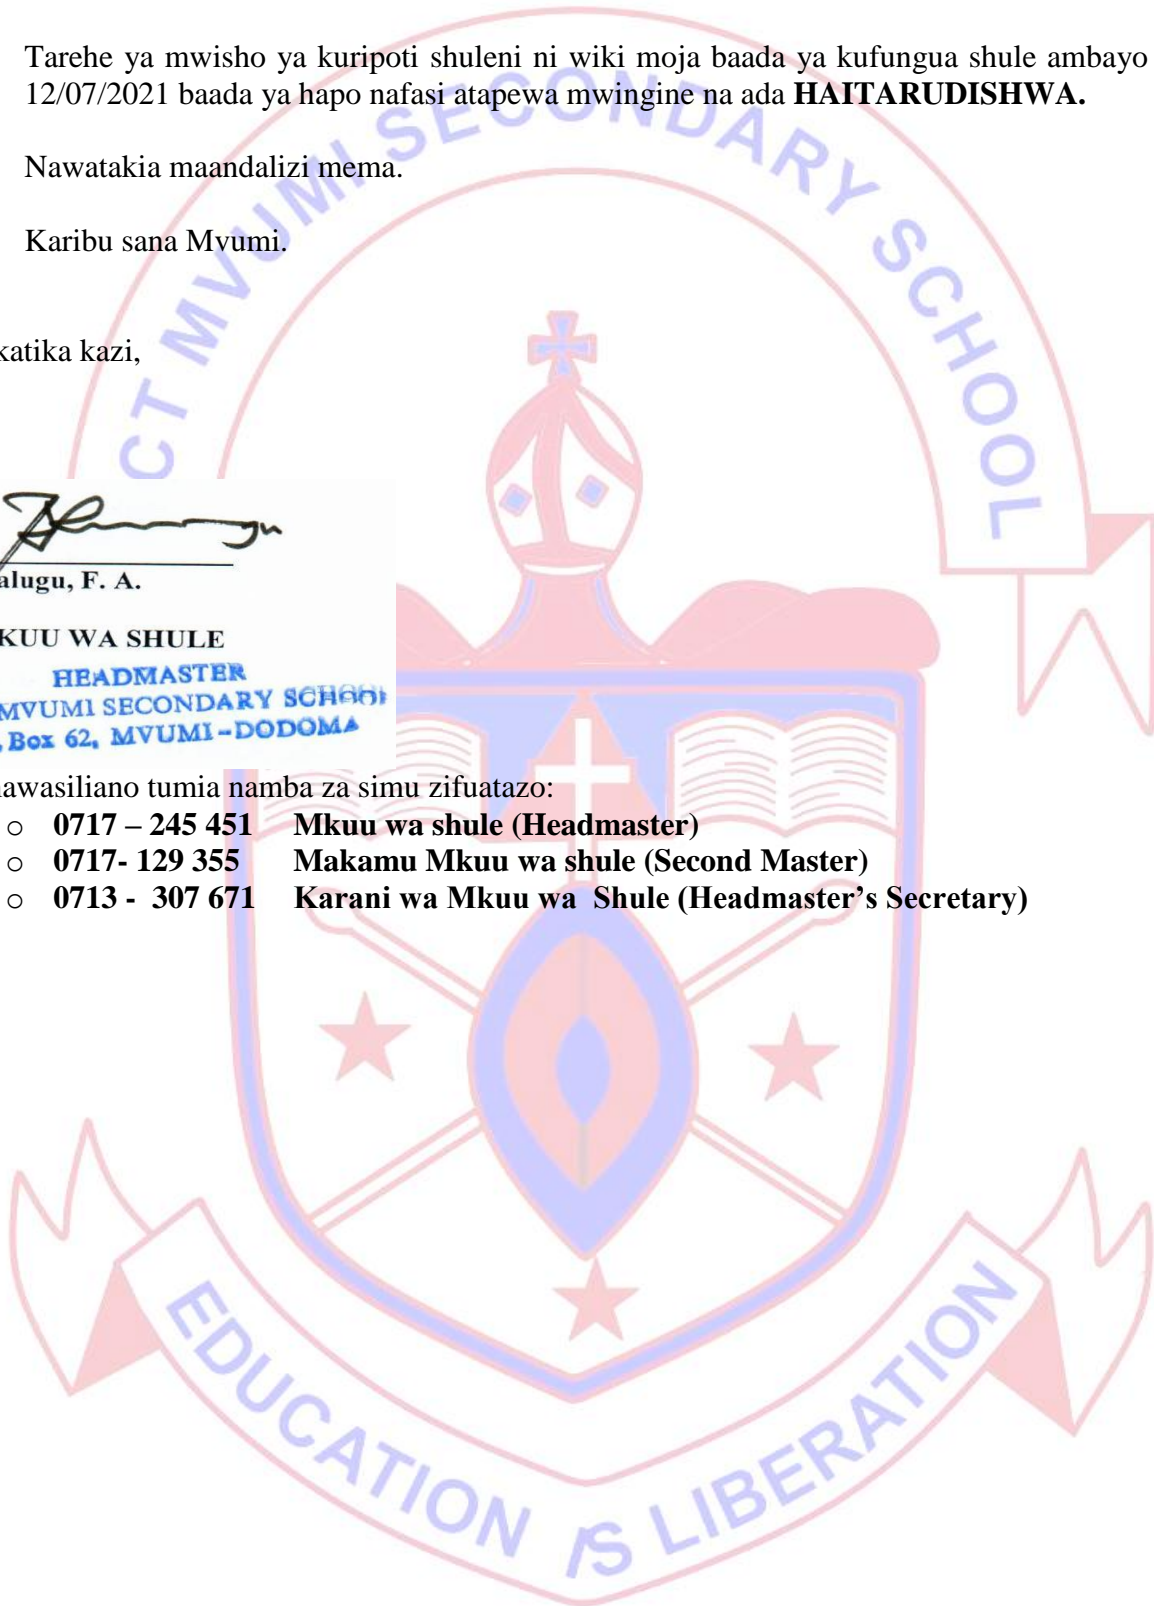 CT MVUMI SECONDARY SCHOOL
Tarehe ya mwisho ya kuripoti shuleni ni wiki moja baada ya kufungua shule ambayo
12/07/2021 baada ya hapo nafasi atapewa mwingine na ada HAITARUDISHWA.
Nawatakia maandalizi mema.
Karibu sana Mvumi.
katika kazi,
alugu, F. A.
KUU WA SHULE
HEADMASTER
MVUMI SECONDARY SCHOOL
Box 62, MVUMI-DODOMA
awasiliano tumia namba za simu zifuatazo:
o 0717 – 245 451 Mkuu wa shule (Headmaster)
o 0717- 129 355 Makamu Mkuu wa shule (Second Master)
o 0713 - 307 671 Karani wa Mkuu wa Shule (Headmaster’s Secretary)
EDUCATION IS LIBERATION